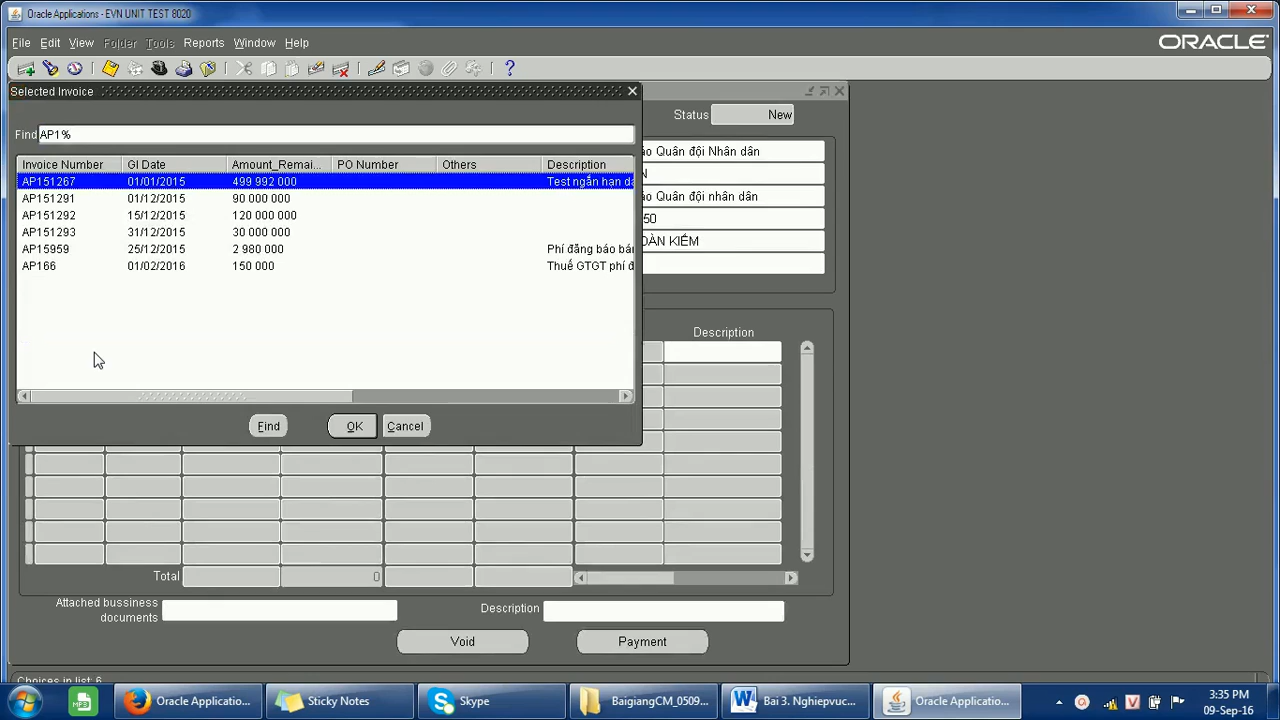 Oracle Applications - EVN UNIT TEST 8020
File Edit View Folder Tools Reports Window Help
ORACLE
Selected Invoice
Find AP1%
Invoice Number GI Date Amount_Remai... PO Number Others Description
AP151267 01/01/2015 499 992 000 Test ngắn hạn
AP151291 01/12/2015 90 000 000
AP151292 15/12/2015 120 000 000
AP151293 31/12/2015 30 000 000
AP15959 25/12/2015 2 980 000 Phí đăng báo
AP166 01/02/2016 150 000 Thuế GTGT phí
Find OK Cancel
Status New
Quân đội Nhân dân
Quân đội nhân dân
50
KIẾM
Description
Total 0
Attached bussiness
documents
Description
Void Payment
Choices in list: 6
Oracle Applicatio... Sticky Notes Skype BaigiangCM_0509... Bai 3. Nghiepvuc... Oracle Applicatio...
MP3
3:35 PM
09-Sep-16